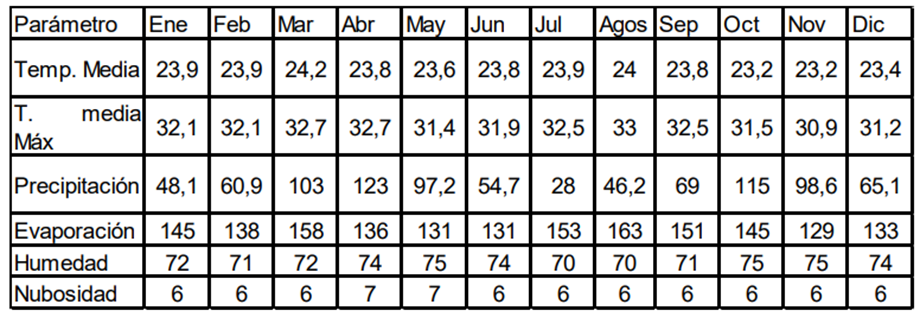 Parámetro Ene Feb Mar Abr May Jun Jul Agos Sep Oct Nov Dic
Temp. Media 23,9 23,9 24,2 23,8 23,6 23,8 23,9 24 23,8 23,2 23,2 23,4
T. media
Máx 32,1 32,1 32,7 32,7 31,4 31,9 32,5 33 32,5 31,5 30,9 31,2
Precipitación 48,1 60,9 103 123 97,2 54,7 28 46,2 69 115 98,6 65,1
Evaporación 145 138 158 136 131 131 153 163 151 145 129 133
Humedad 72 71 72 74 75 74 70 70 71 75 75 74
Nubosidad 6 6 6 7 7 6 6 6 6 6 6 6